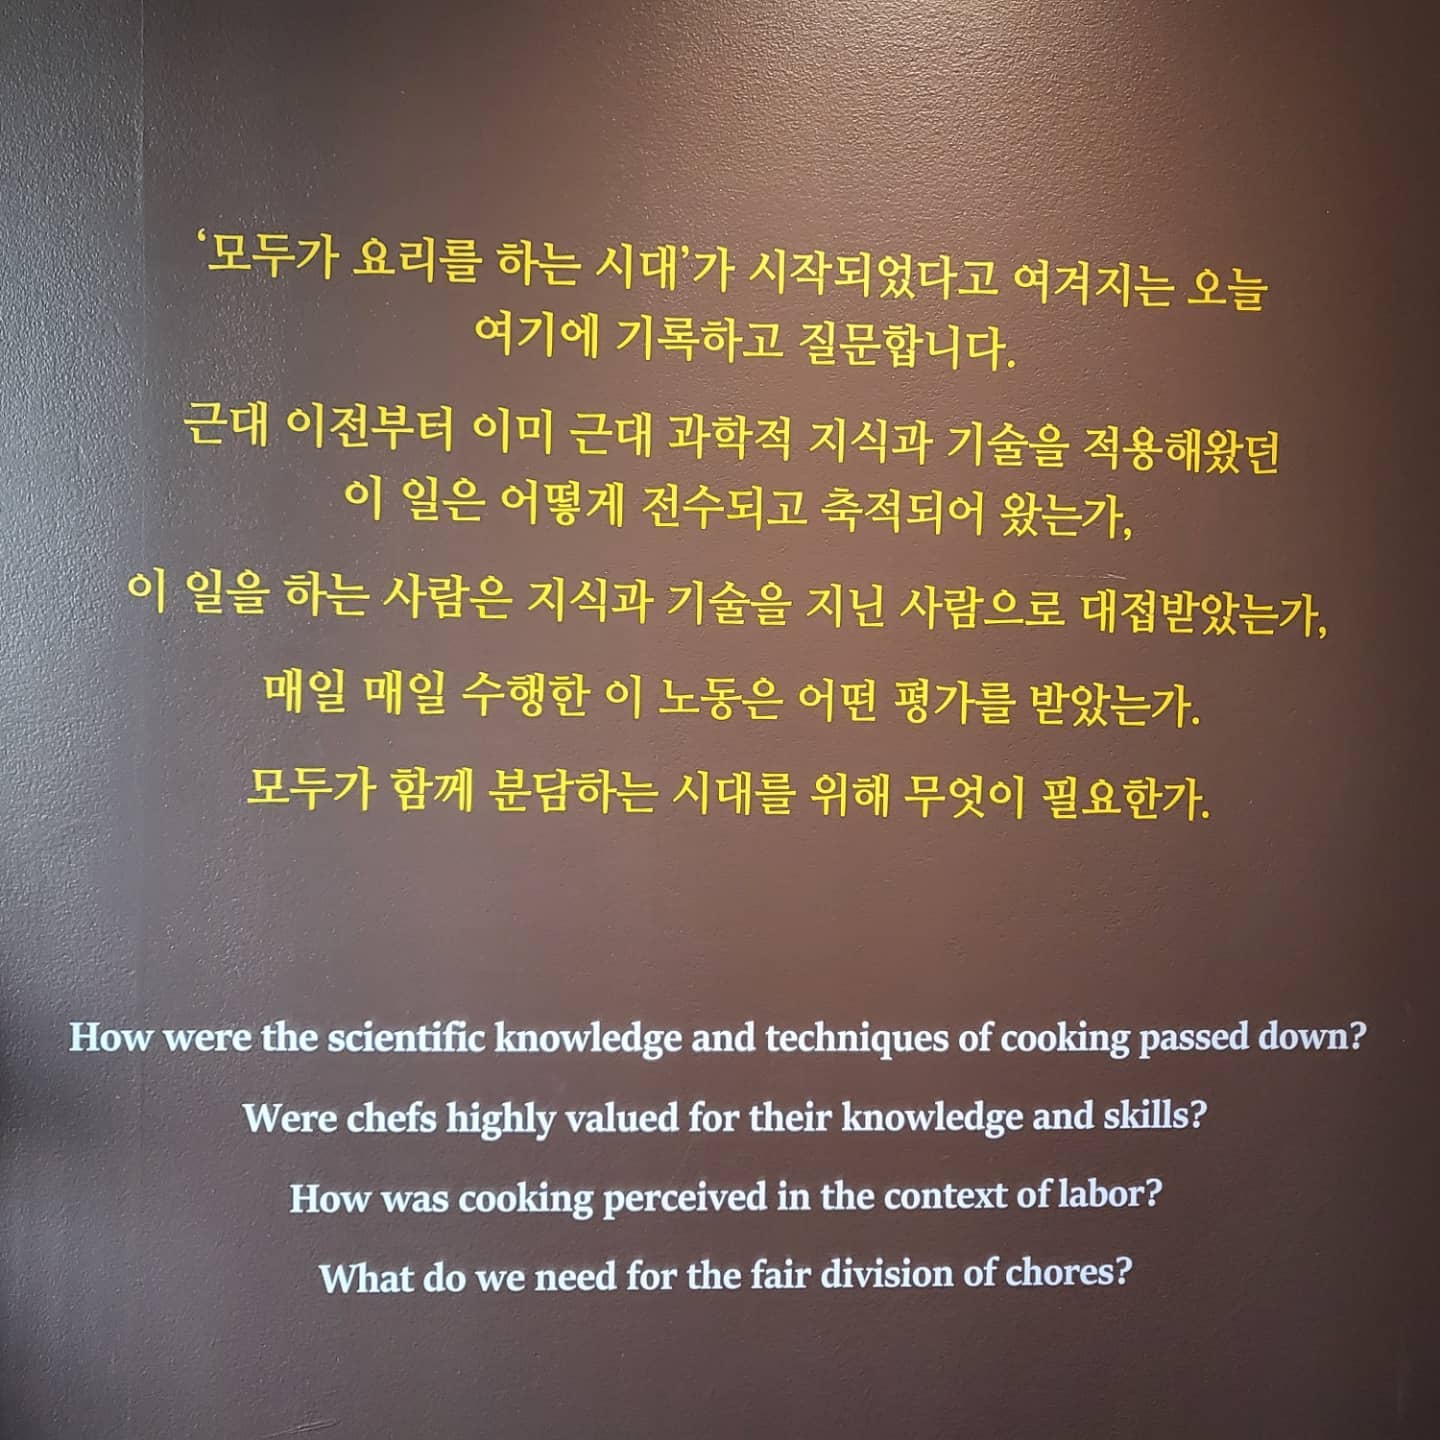 ‘모두가 요리를 하는 시대’가 시작되었다고 여겨지는 오늘
여기에 기록하고 질문합니다.
근대 이전부터 이미 근대 과학적 지식과 기술을 적용해왔던
이 일은 어떻게 전수되고 축적되어 왔는가,
이 일을 하는 사람은 지식과 기술을 지닌 사람으로 대접받았는가,
매일 매일 수행한 이 노동은 어떤 평가를 받았는가.
모두가 함께 분담하는 시대를 위해 무엇이 필요한가.
How were the scientific knowledge and techniques of cooking passed down?
Were chefs highly valued for their knowledge and skills?
How was cooking perceived in the context of labor?
What do we need for the fair division of chores?